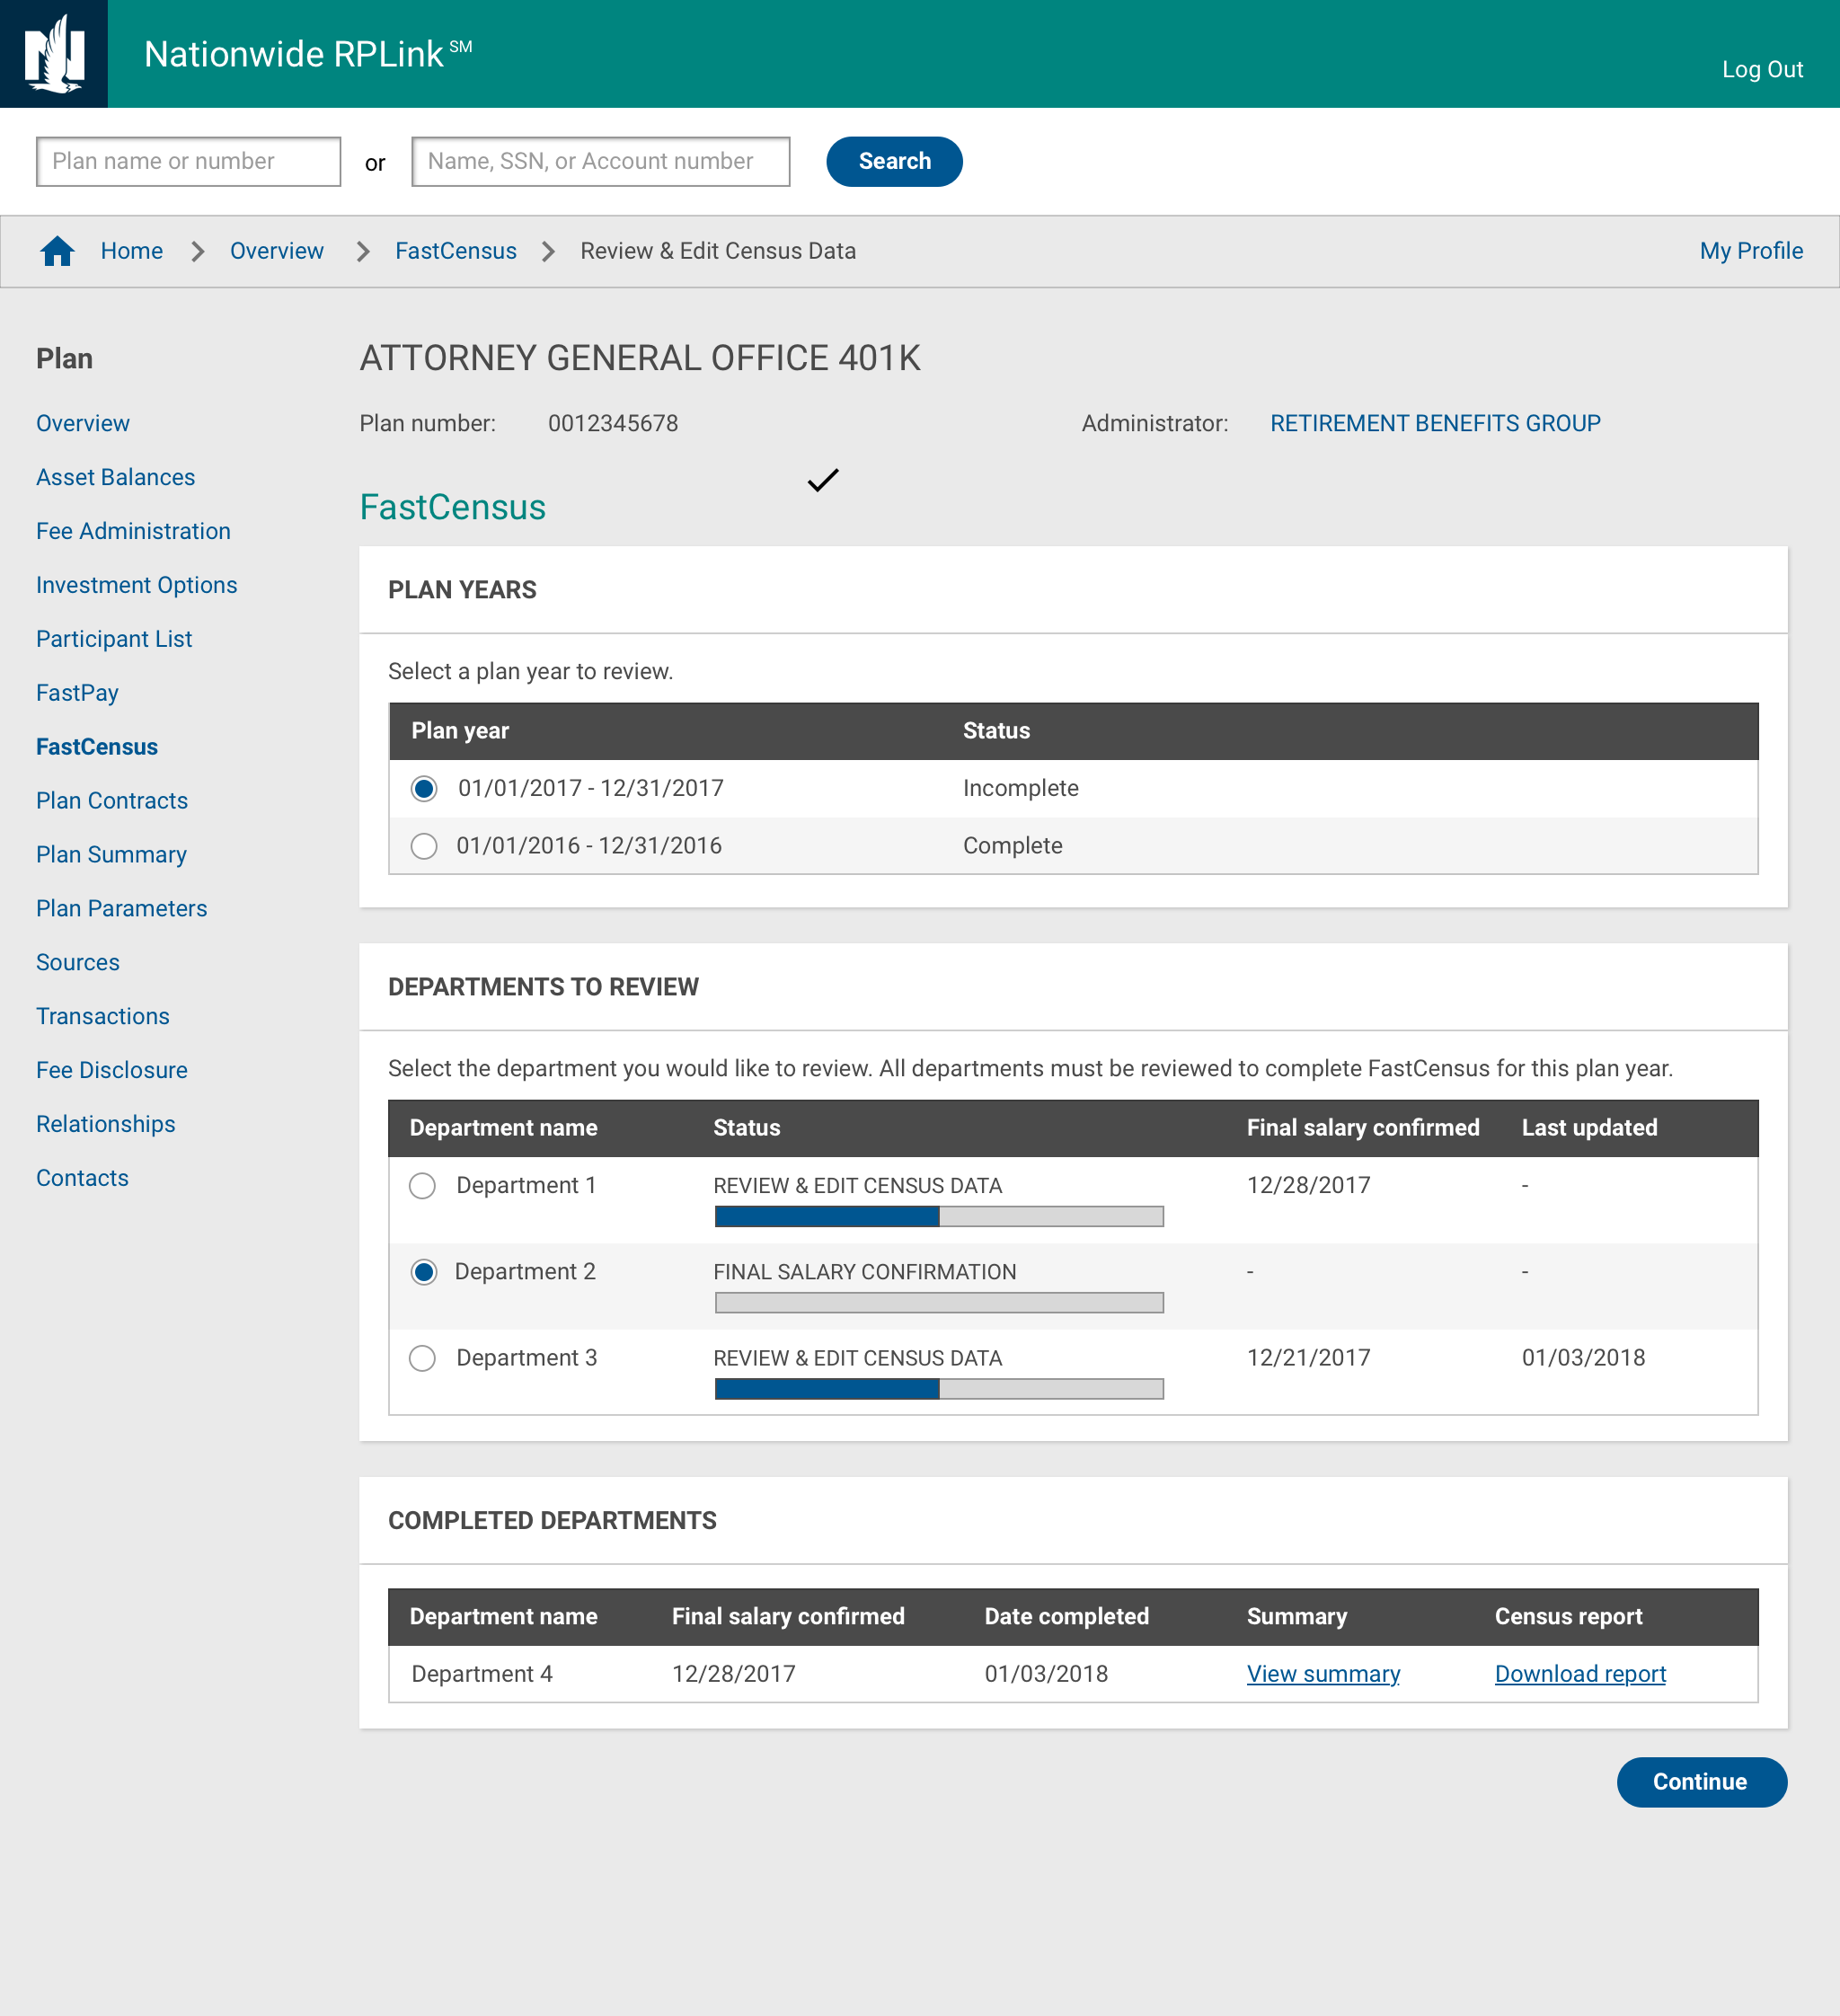 Nationwide RPLink SM
Log Out
Plan name or number or Name, SSN, or Account number Search
Home Overview FastCensus Review & Edit Census Data My Profile
Plan
Overview
Asset Balances
Fee Administration
Investment Options
Participant List
FastPay
FastCensus
Plan Contracts
Plan Summary
Plan Parameters
Sources
Transactions
Fee Disclosure
Relationships
Contacts
ATTORNEY GENERAL OFFICE 401K
Plan number: 0012345678 Administrator: RETIREMENT BENEFITS GROUP
FastCensus
PLAN YEARS
Select a plan year to review.
Plan year Status
01/01/2017 - 12/31/2017 Incomplete
01/01/2016 - 12/31/2016 Complete
DEPARTMENTS TO REVIEW
Select the department you would like to review. All departments must be reviewed to complete FastCensus for this plan year.
Department name Status Final salary confirmed Last updated
Department 1 REVIEW & EDIT CENSUS DATA 12/28/2017 -
Department 2 FINAL SALARY CONFIRMATION - -
Department 3 REVIEW & EDIT CENSUS DATA 12/21/2017 01/03/2018
COMPLETED DEPARTMENTS
Department name Final salary confirmed Date completed Summary Census report
Department 4 12/28/2017 01/03/2018 View summary Download report
Continue